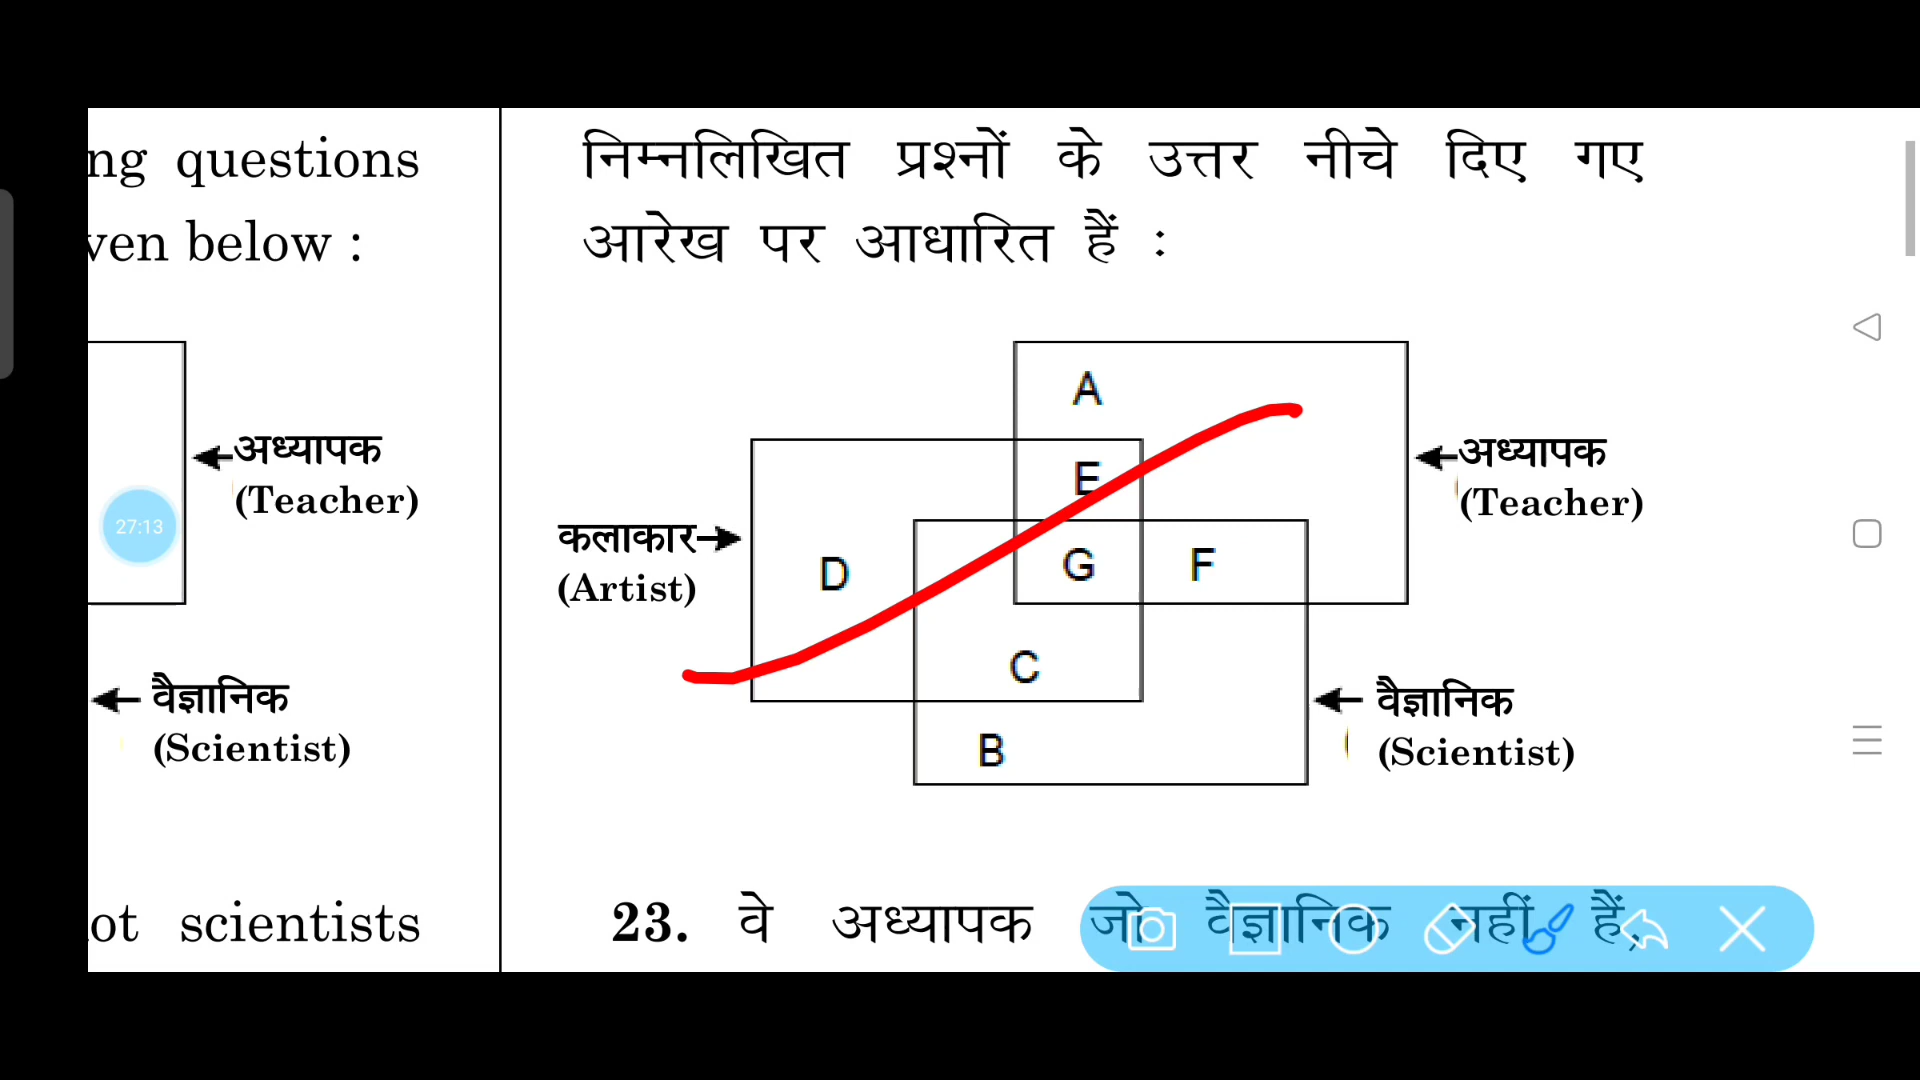 ng questions
ven below :
अध्यापक
(Teacher)
27:13
वैज्ञानिक
(Scientist)
ot scientists
निम्नलिखित प्रश्नों के उत्तर नीचे दिए गए
आरेख पर आधारित हैं :
A
अध्यापक
(Teacher)
E
कलाकार
(Artist)
D
G F
C
वैज्ञानिक
(Scientist)
B
23. वे अध्यापक जो वैज्ञानिक नहीं हैं,